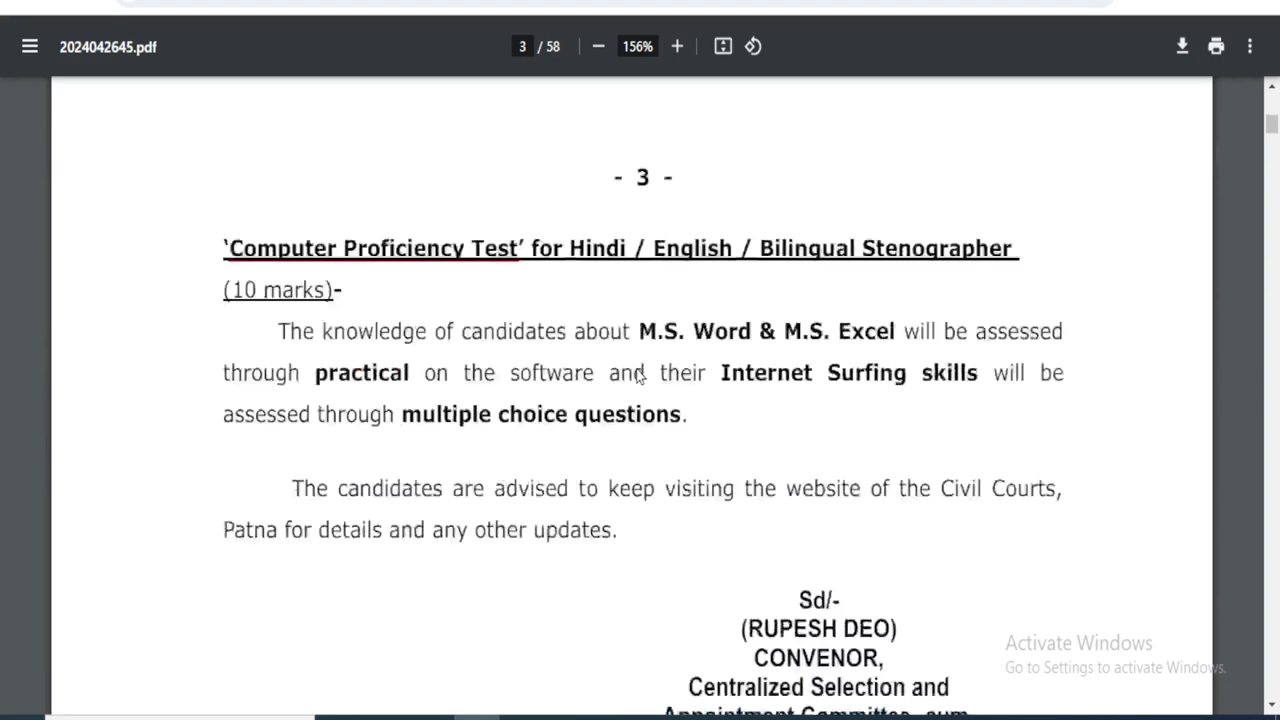 2024042645.pdf
3 / 58
156%
- 3 -
‘Computer Proficiency Test’ for Hindi / English / Bilingual Stenographer
(10 marks)-
The knowledge of candidates about M.S. Word & M.S. Excel will be assessed
through practical on the software and their Internet Surfing skills will be
assessed through multiple choice questions.
The candidates are advised to keep visiting the website of the Civil Courts,
Patna for details and any other updates.
Sd/-
(RUPESH DEO)
CONVENOR,
Centralized Selection and
Appointment Committee -cum
Activate Windows
Go to Settings to activate Windows.